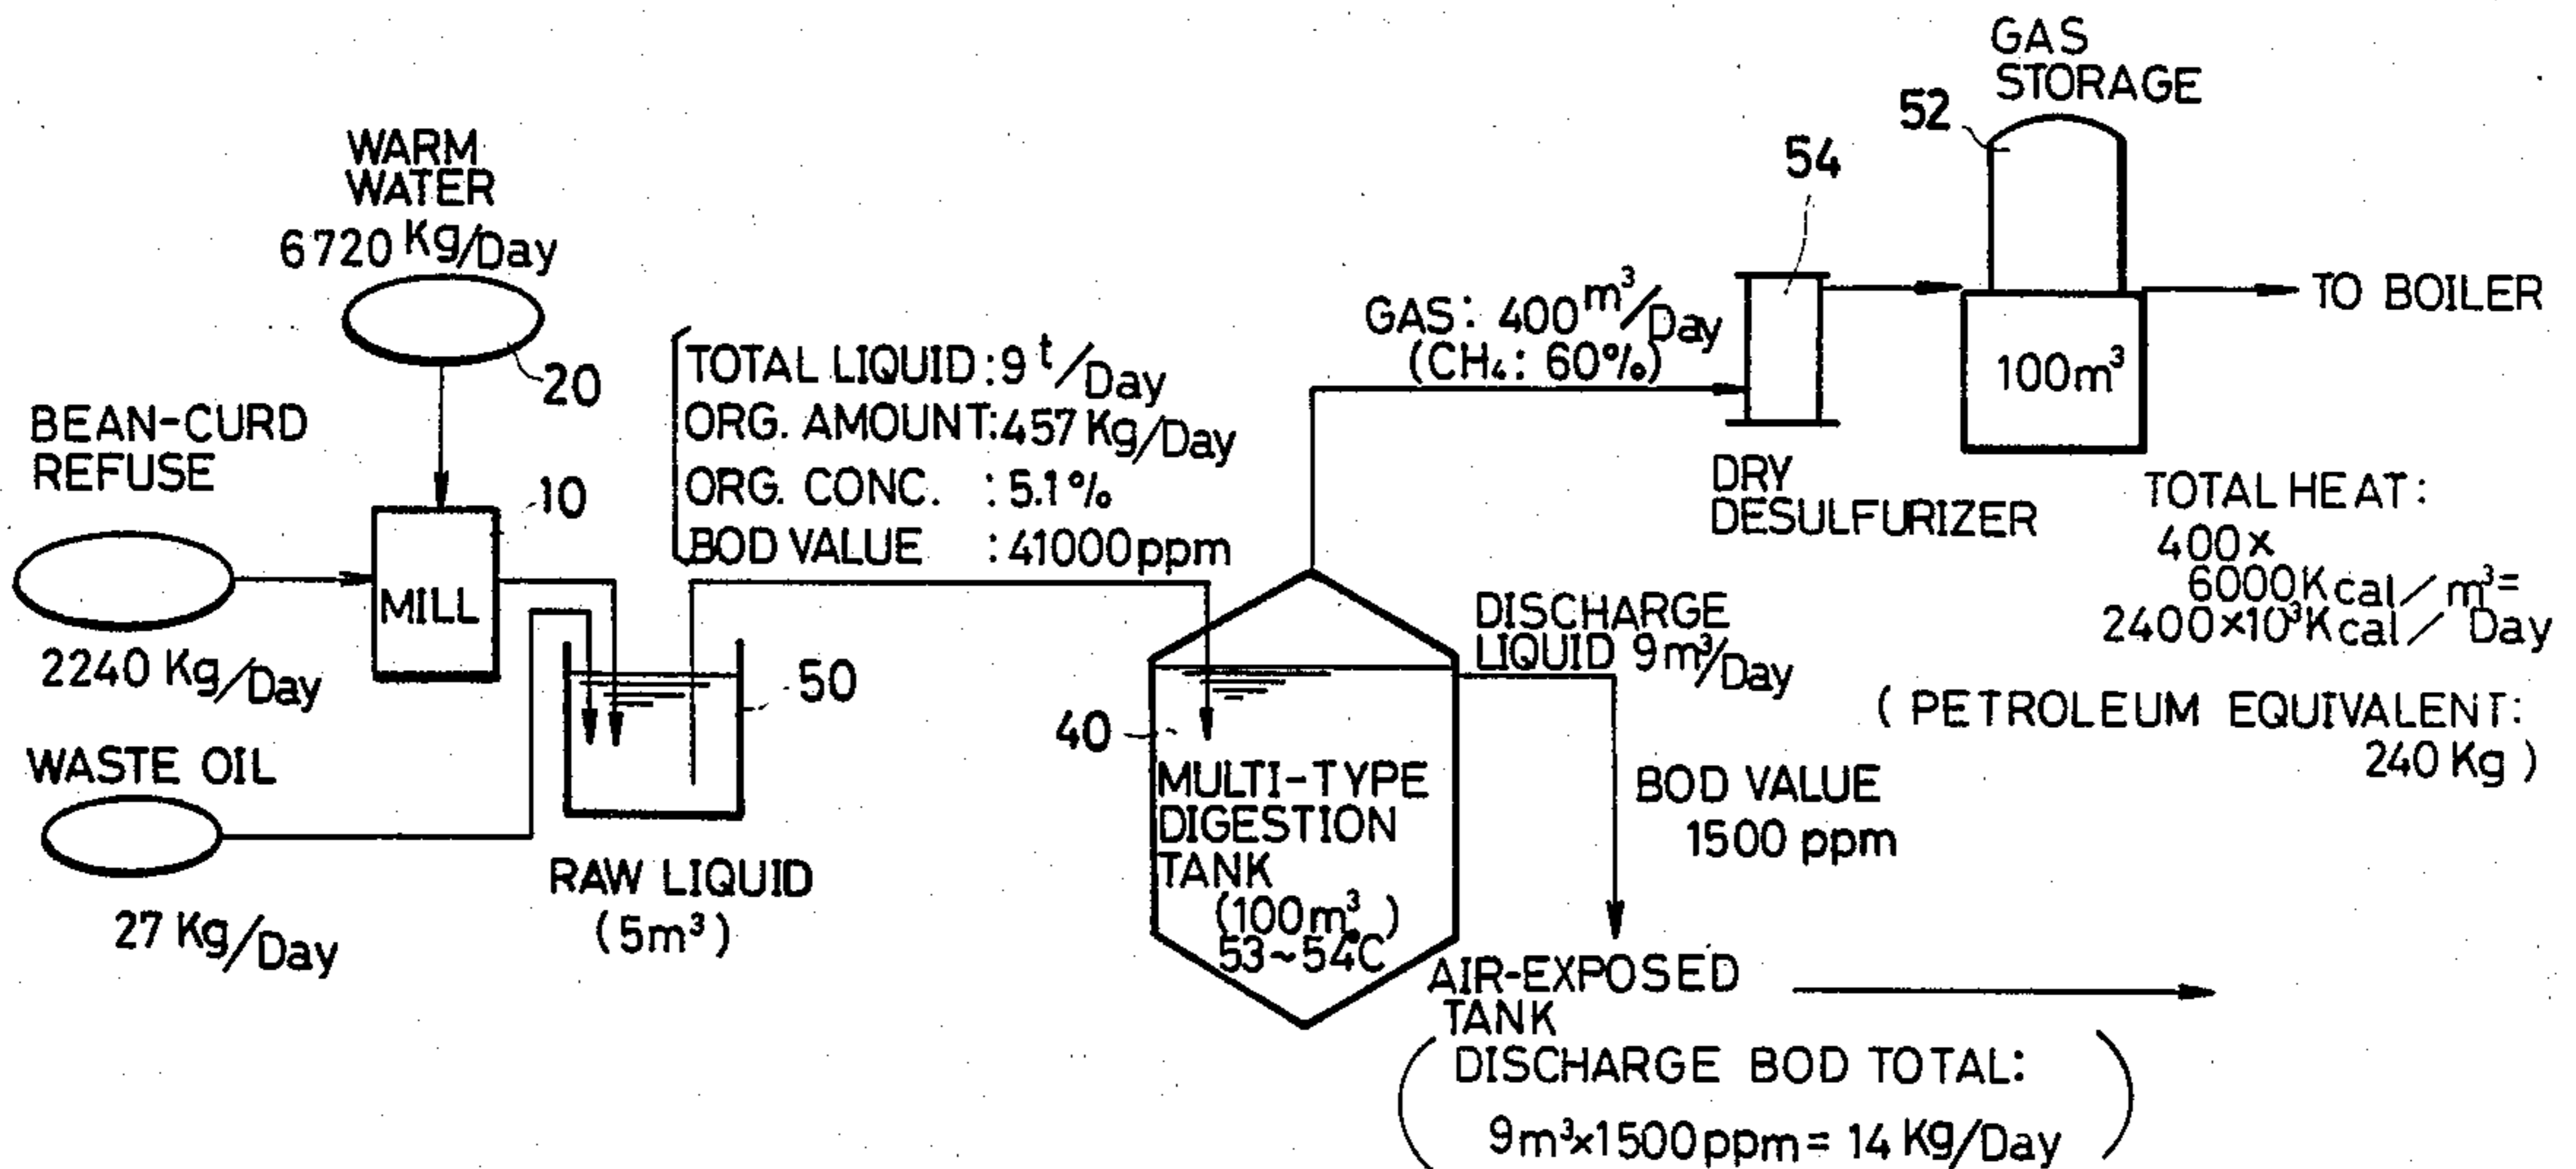 GAS
STORAGE
52
54
WARM
WATER
6720 Kg/Day
20
GAS: 400 m³/Day
(CH₄: 60%)
TO BOILER
100m³
TOTAL LIQUID: 9 t/Day
ORG. AMOUNT: 457 Kg/Day
ORG. CONC. : 5.1%
BOD VALUE : 41000ppm
BEAN-CURD
REFUSE
10
MILL
2240 Kg/Day
DRY
DESULFURIZER
TOTAL HEAT:
400×
6000Kcal/m³=
2400×10³Kcal/Day
(PETROLEUM EQUIVALENT:
240 Kg)
DISCHARGE
LIQUID 9m³/Day
50
40
WASTE OIL
27 Kg/Day
RAW LIQUID
(5m³)
MULTI-TYPE
DIGESTION
TANK
(100m³)
53~54°C
BOD VALUE
1500 ppm
AIR-EXPOSED
TANK
(DISCHARGE BOD TOTAL:
9m³×1500ppm = 14 Kg/Day)